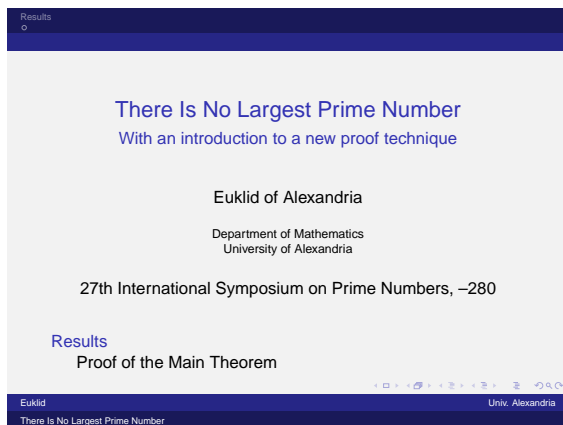 Results
There Is No Largest Prime Number
With an introduction to a new proof technique
Euklid of Alexandria
Department of Mathematics
University of Alexandria
27th International Symposium on Prime Numbers, –280
Results
Proof of the Main Theorem
Euklid Univ. Alexandria
There Is No Largest Prime Number